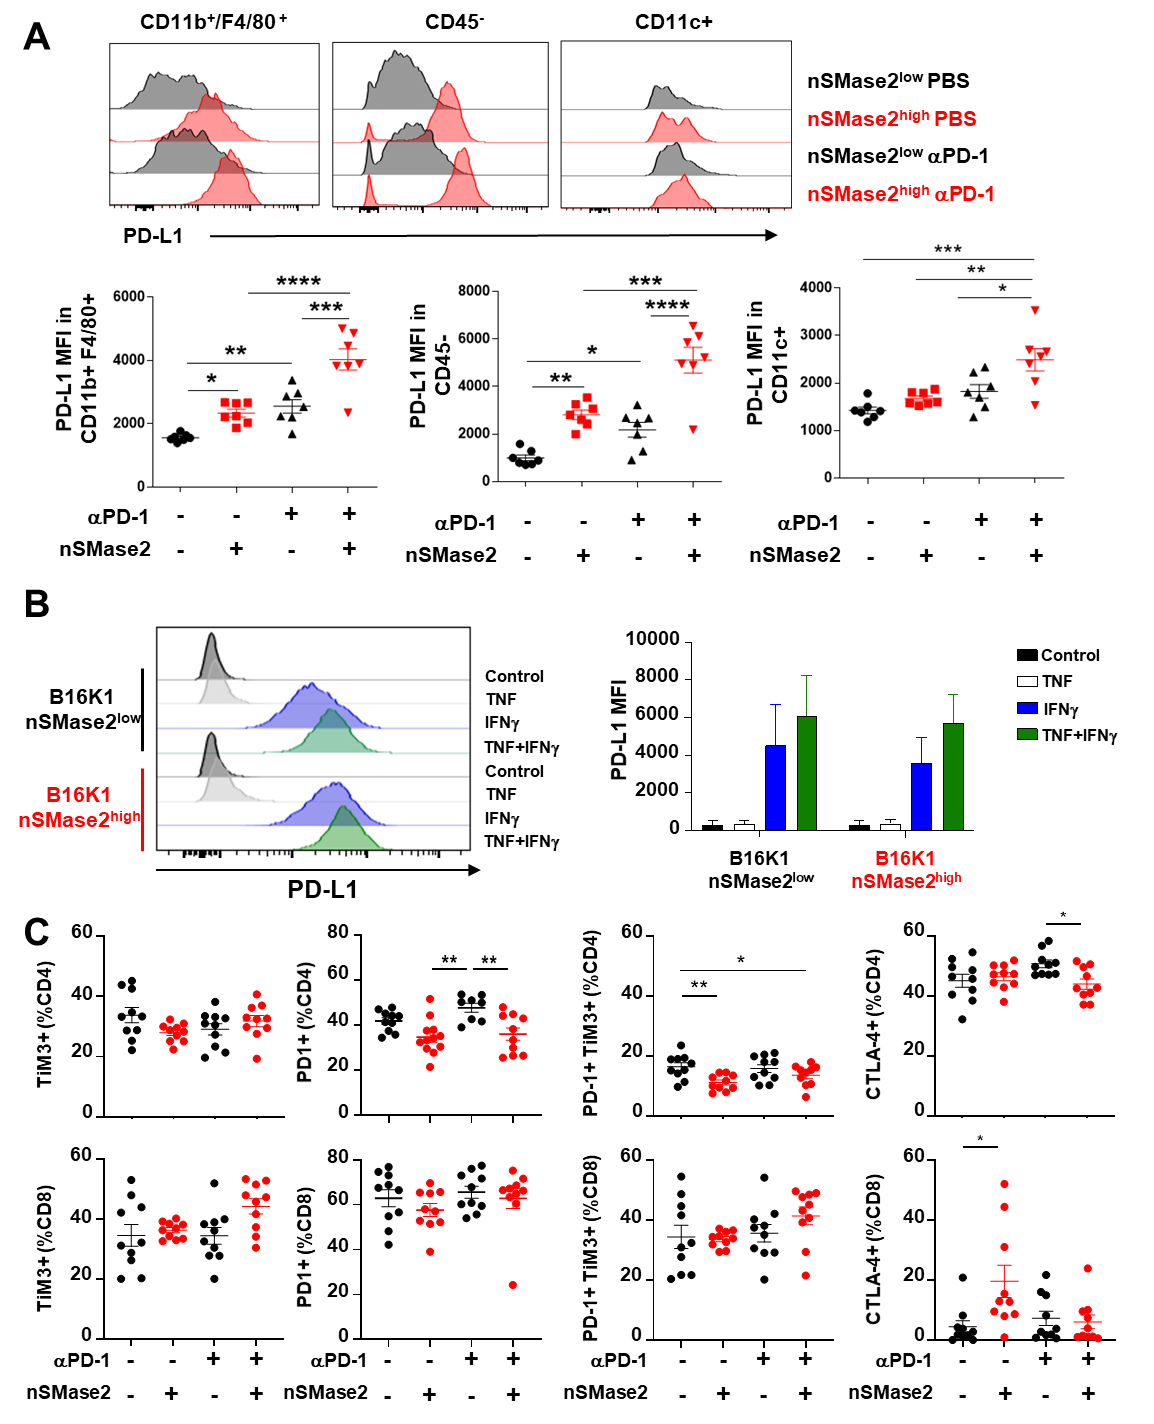 A
CD11b+/F4/80 +
CD45-
CD11c+
nSMase2low PBS
nSMase2high PBS
nSMase2low αPD-1
nSMase2high αPD-1
PD-L1
PD-L1 MFI in
CD11b+ F4/80+
6000
4000
2000
0
*
**
***
****
αPD-1 - - + +
nSMase2 - + - +
PD-L1 MFI in
CD45-
8000
6000
4000
2000
0
**
*
***
****
αPD-1 - - + +
nSMase2 - + - +
PD-L1 MFI in
CD11c+
4000
3000
2000
1000
0
***
**
*
αPD-1 - - + +
nSMase2 - + - +
B
B16K1
nSMase2low
B16K1
nSMase2high
Control
TNF
IFNγ
TNF+IFNγ
Control
TNF
IFNγ
TNF+IFNγ
PD-L1
PD-L1 MFI
10000
8000
6000
4000
2000
0
B16K1
nSMase2low
B16K1
nSMase2high
Control
TNF
IFNγ
TNF+IFNγ
C
TiM3+ (%CD4)
60
40
20
0
PD1+ (%CD4)
80
60
40
20
0
** **
PD-1+ TiM3+ (%CD4)
60
40
20
0
*
**
CTLA-4+ (%CD4)
60
40
20
0
*
TiM3+ (%CD8)
60
40
20
0
PD1+ (%CD8)
80
60
40
20
0
PD-1+ TiM3+ (%CD8)
60
40
20
0
CTLA-4+ (%CD8)
60
40
20
0
*
αPD-1 - - + +
nSMase2 - + - +
αPD-1 - - + +
nSMase2 - + - +
αPD-1 - - + +
nSMase2 - + - +
αPD-1 - - + +
nSMase2 - + - +